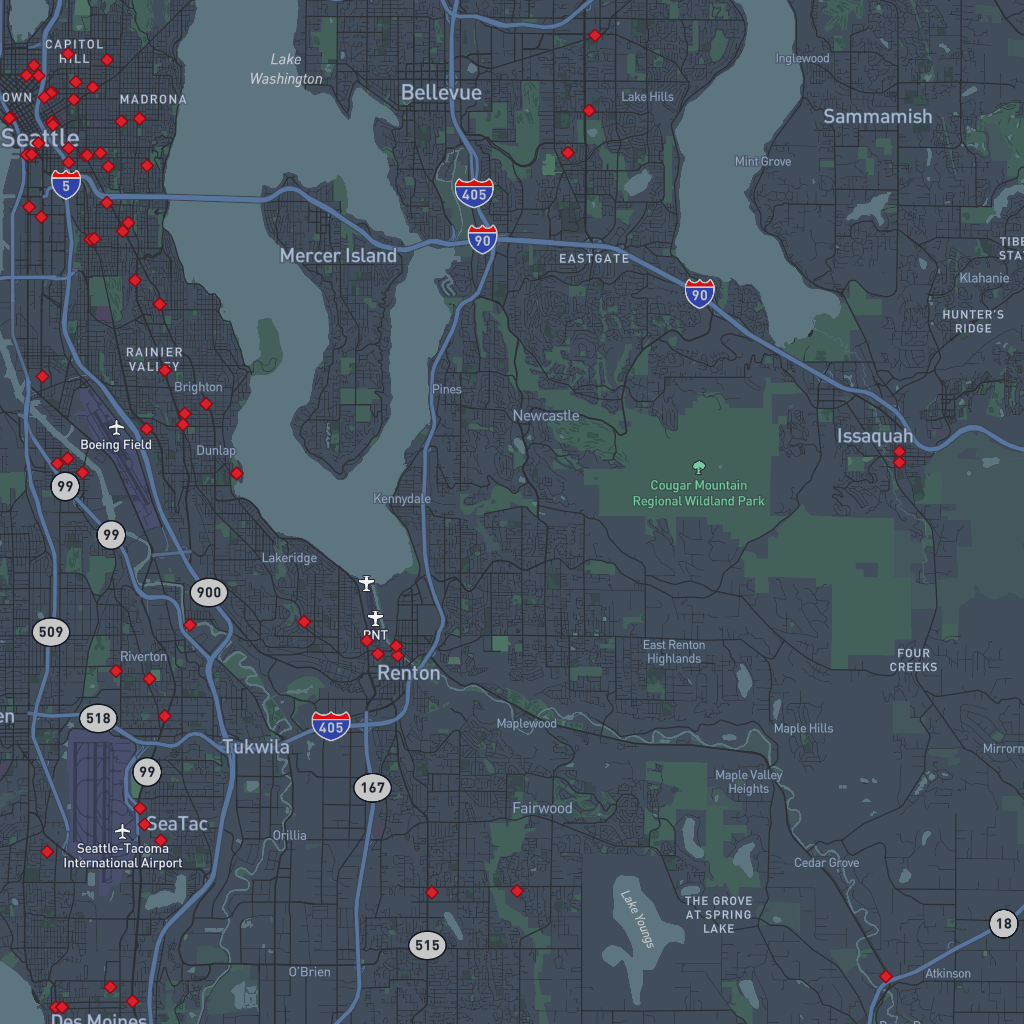 CAPITOL
HILL
Lake
Washington
Inglewood
Bellevue
Lake Hills
OWN
MADRONA
Sammamish
Seattle
Mint Grove
5
405
90
Mercer Island
EASTGATE
Klahanie
90
HUNTER'S
RIDGE
RAINIER
VALLEY
Brighton
Pines
Newcastle
Boeing Field
Dunlap
Issaquah
Cougar Mountain
Regional Wildland Park
99
Kennydale
99
Lakeridge
900
509
RNT
Riverton
Renton
East Renton
Highlands
FOUR
CREEKS
en
518
405
Maplewood
Maple Hills
Tukwila
99
167
Maple Valley
Heights
Fairwood
SeaTac
Orillia
Seattle-Tacoma
International Airport
Cedar Grove
Lake Youngs
THE GROVE
AT SPRING
LAKE
18
515
O'Brien
Atkinson
Des Moines